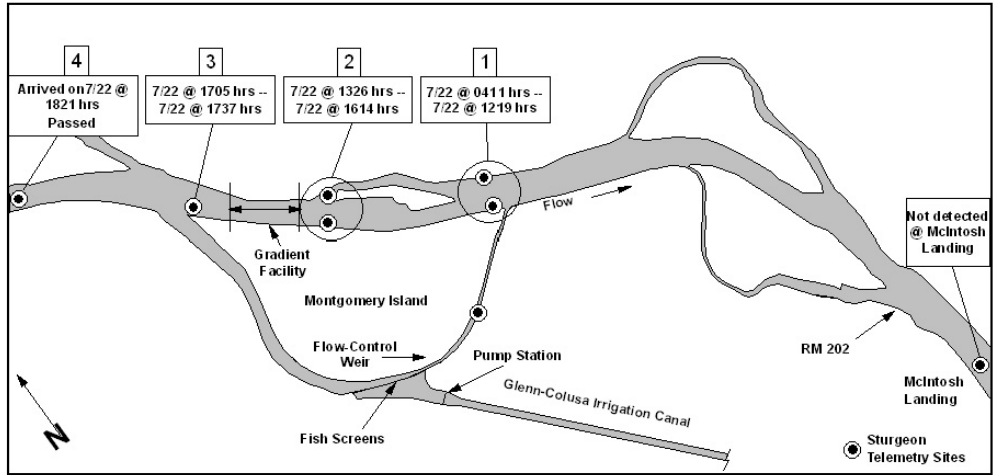 4
Arrived on7/22 @
1821 hrs
Passed
3
7/22 @ 1705 hrs --
7/22 @ 1737 hrs
2
7/22 @ 1326 hrs --
7/22 @ 1614 hrs
1
7/22 @ 0411 hrs --
7/22 @ 1219 hrs
Flow
Not detected
@ McIntosh
Landing
Gradient
Facility
Montgomery Island
Flow-Control
Weir
Pump Station
RM 202
Glenn-Colusa Irrigation Canal
McIntosh
Landing
Fish Screens
N
Sturgeon
Telemetry Sites